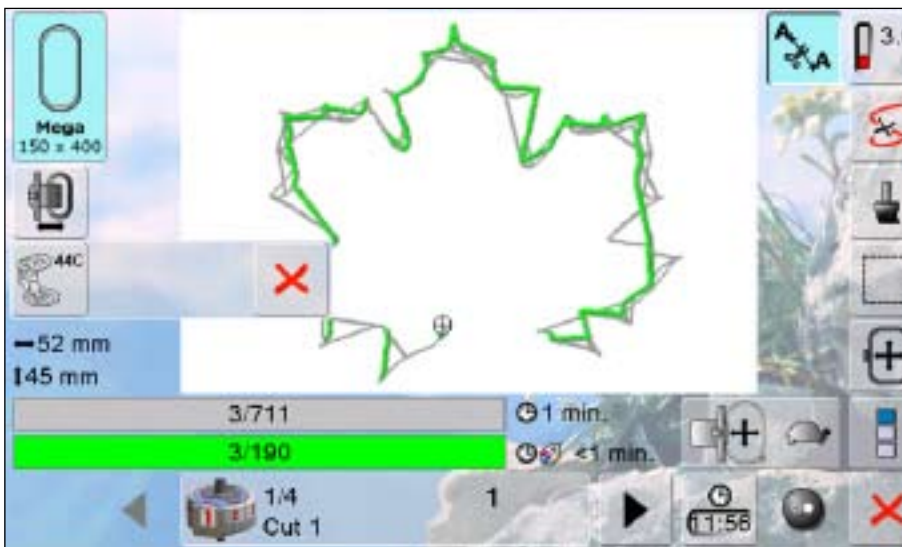 A
A
3.
Mega
150 x 400
44C
52 mm
45 mm
3/711
1 min.
3/190
<1 min.
1/4
1
Cut 1
11:56